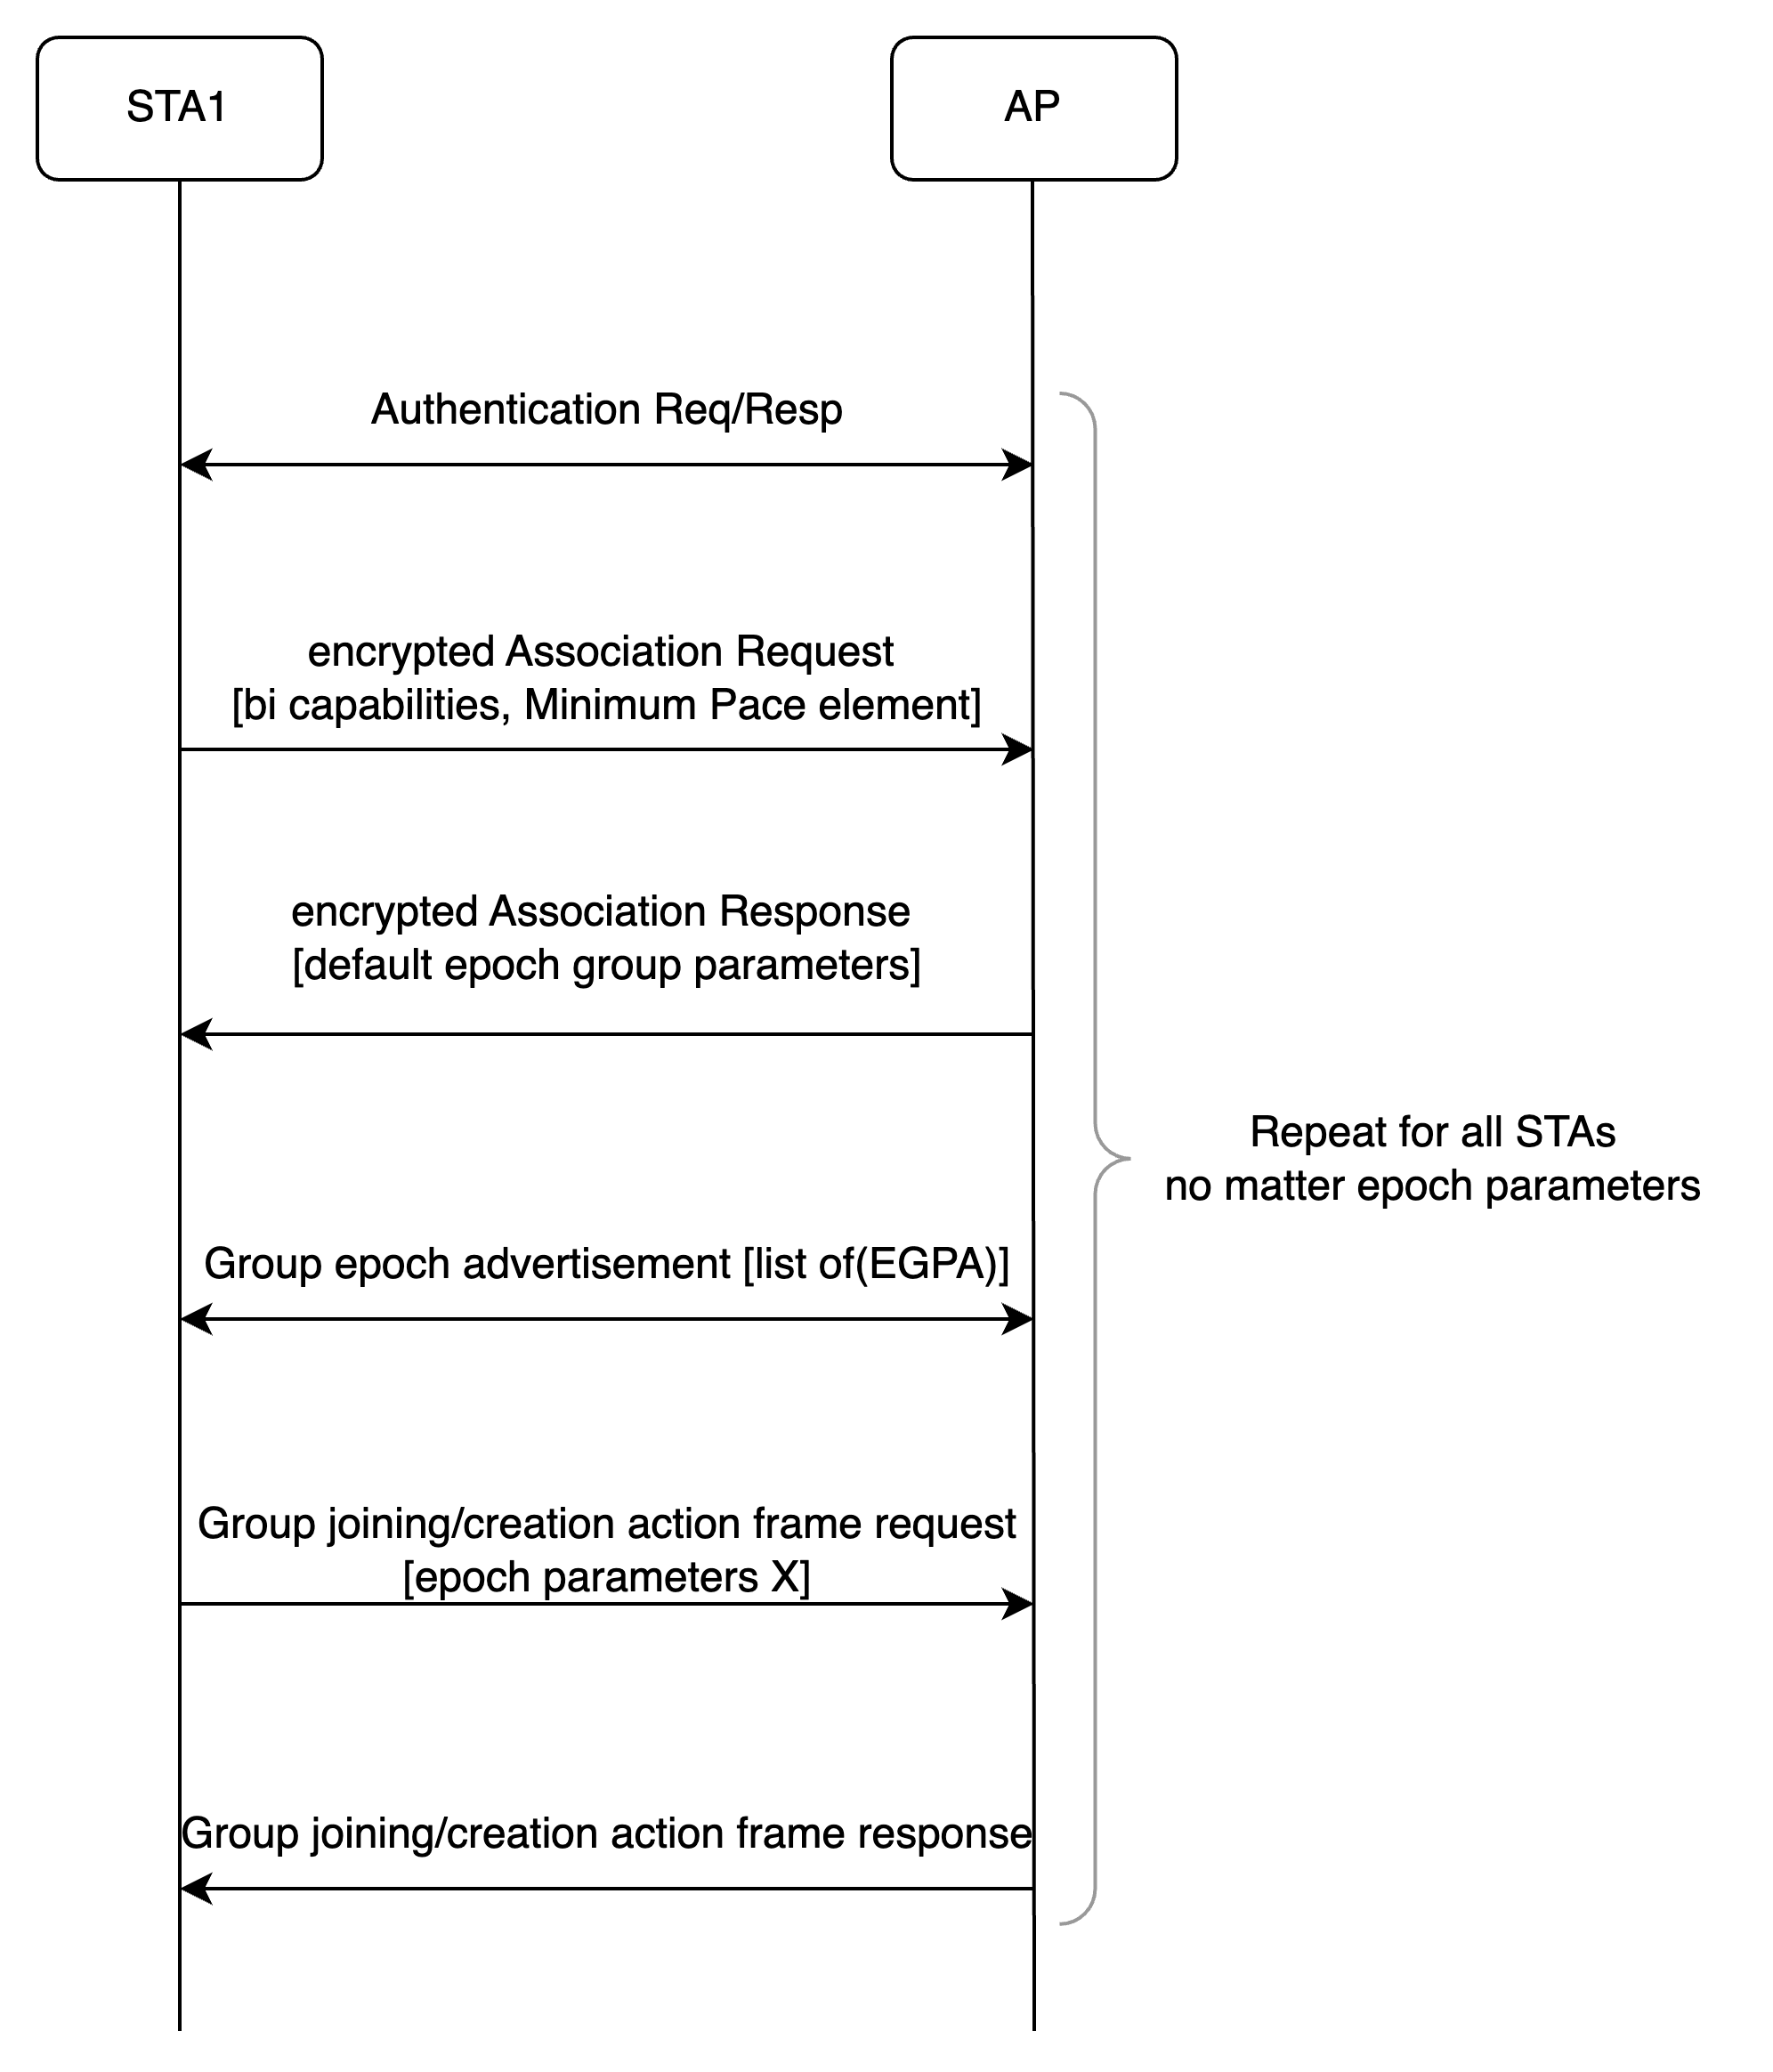 STA1
AP
Authentication Req/Resp
encrypted Association Request
[bi capabilities, Minimum Pace element]
encrypted Association Response
[default epoch group parameters]
Repeat for all STAs
no matter epoch parameters
Group epoch advertisement [list of(EGPA)]
Group joining/creation action frame request
[epoch parameters X]
Group joining/creation action frame response